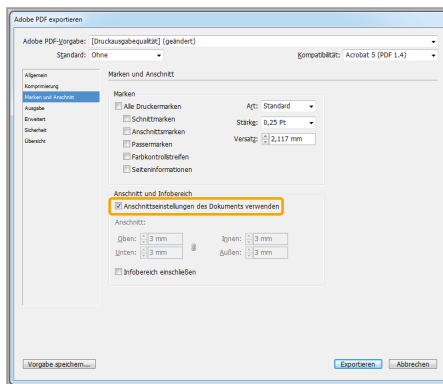 Adobe PDF exportieren
Adobe PDF-Vorgabe: [Druckausgabequalität] (geändert)
Standard: Ohne Kompatibilität: Acrobat 5 (PDF 1.4)
Allgemein
Komprimierung
Marken und Anschnitt
Ausgabe
Erweitert
Sicherheit
Übersicht
Marken und Anschnitt
Marken
Alle Druckermarken Art: Standard
Schnittmarken Stärke: 0,25 Pt
Anschnittsmarken Versatz: 2,117 mm
Passermarken
Farbkontrollstreifen
Seiteninformationen
Anschnitt und Infobereich
Anschnittseinstellungen des Dokuments verwenden
Anschnitt:
Oben: 3 mm Innen: 3 mm
Unten: 3 mm Außen: 3 mm
Infobereich einschließen
Vorgabe speichern... Exportieren Abbrechen